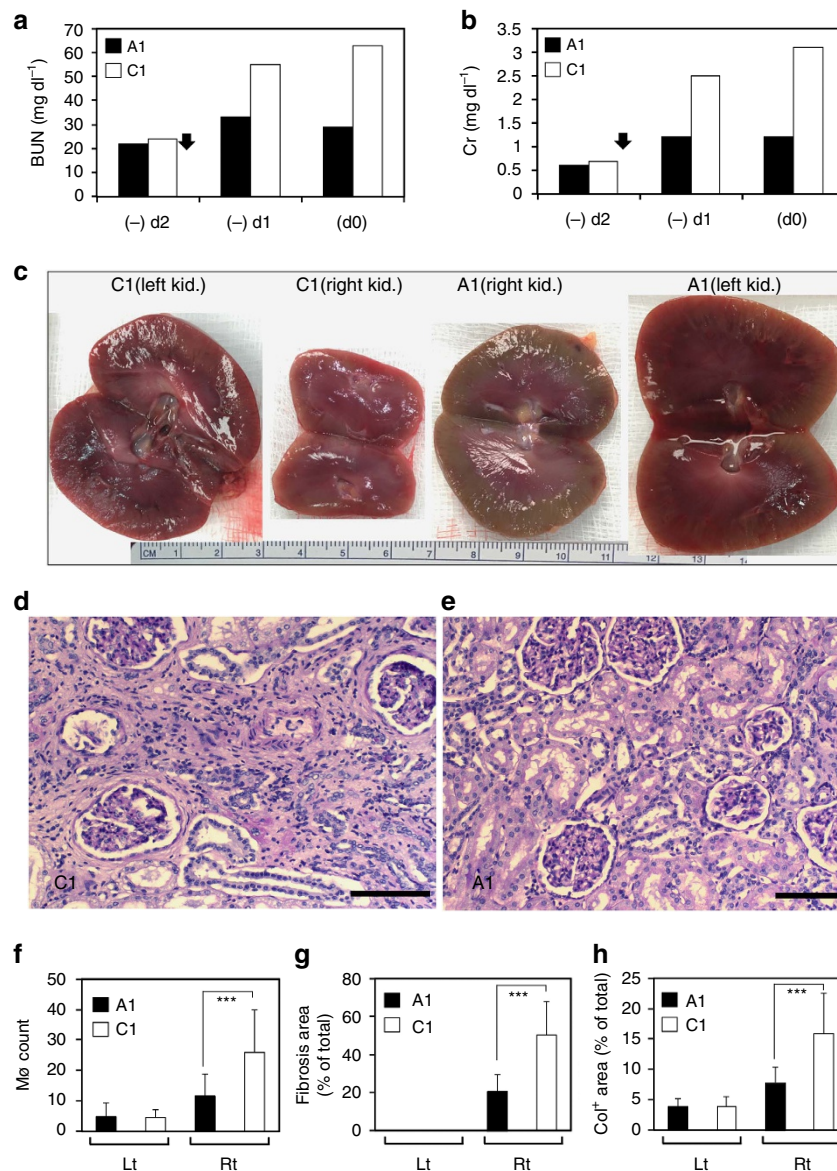 a
BUN (mg dl⁻¹)
70
60
50
40
30
20
10
0
A1
C1
(–) d2
(–) d1
(d0)
b
Cr (mg dl⁻¹)
3.5
3
2.5
2
1.5
1
0.5
0
A1
C1
(–) d2
(–) d1
(d0)
c
C1(left kid.)
C1(right kid.)
A1(right kid.)
A1(left kid.)
CM 1 2 3 4 5 6 7 8 9 10 11 12 13
d
C1
e
A1
f
Mø count
50
40
30
20
10
0
A1
C1
***
Lt
Rt
g
Fibrosis area
(% of total)
80
60
40
20
0
A1
C1
***
Lt
Rt
h
Col⁺ area (% of total)
25
20
15
10
5
0
A1
C1
***
Lt
Rt